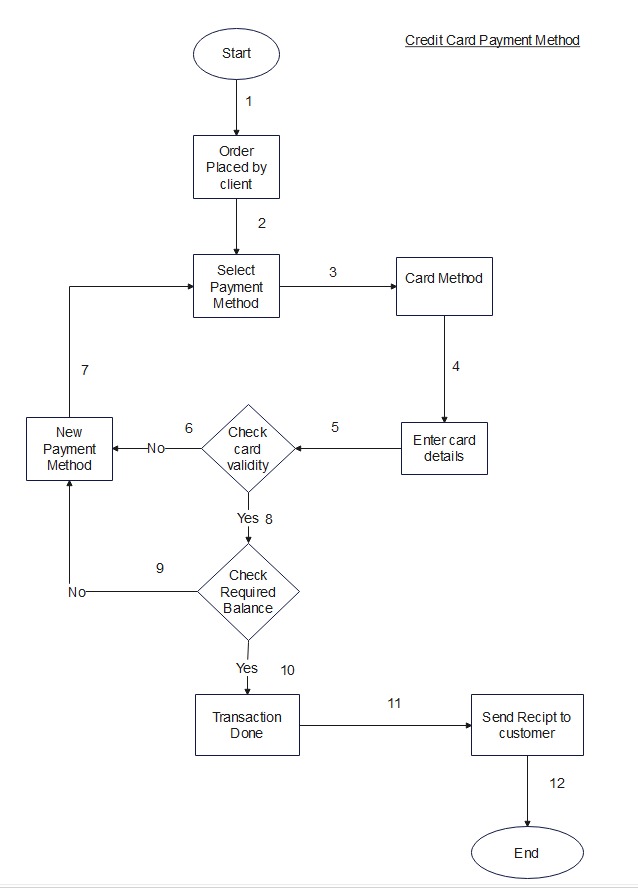 Credit Card Payment Method
Start
1
Order
Placed by
client
2
Select
Payment
Method
3
Card Method
4
Enter card
details
5
Check
card
validity
6
No
New
Payment
Method
7
Yes 8
Check
Required
Balance
9
No
Yes 10
Transaction
Done
11
Send Recipt to
customer
12
End